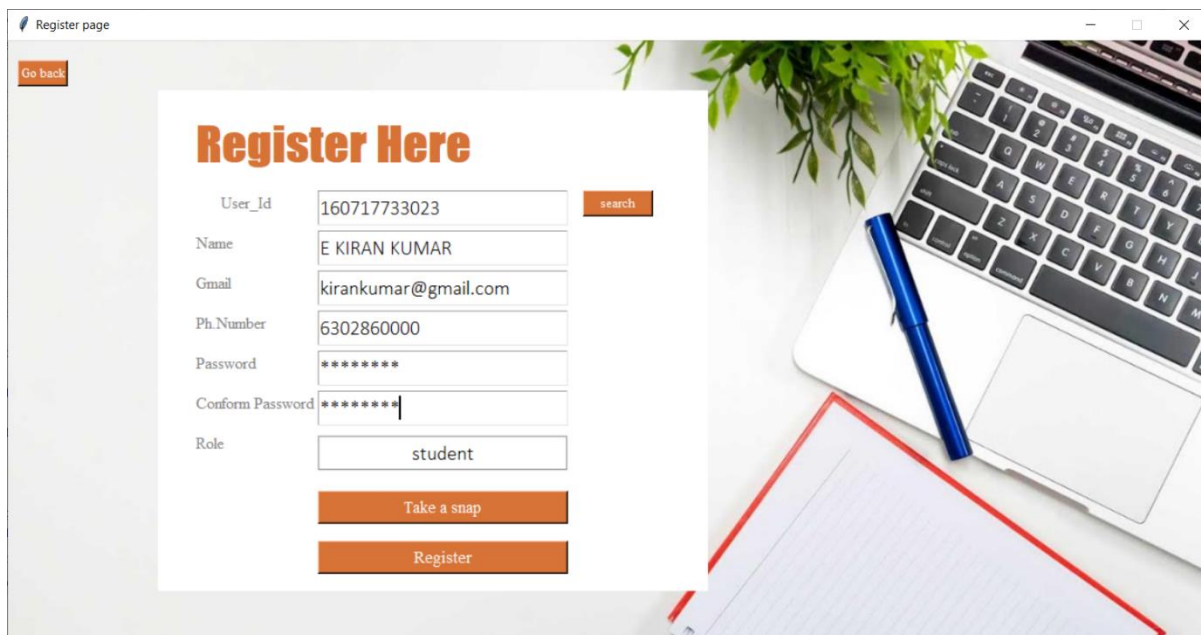 Register page
Go back
Register Here
User_Id 160717733023 search
Name E KIRAN KUMAR
Gmail kirankumar@gmail.com
Ph.Number 6302860000
Password ********
Conform Password ********
Role student
Take a snap
Register